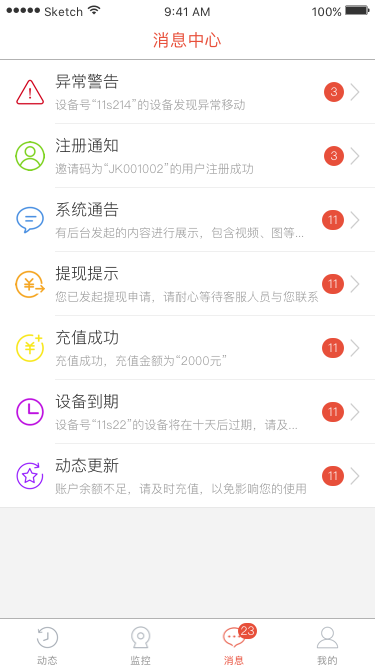 Sketch 9:41 AM 100%
消息中心
异常警告
设备号“11s214”的设备发现异常移动
3
注册通知
邀请码为“JK001002”的用户注册成功
3
系统通告
有后台发起的内容进行展示，包含视频、图等...
11
提现提示
您已发起提现申请，请耐心等待客服人员与您联系
11
充值成功
充值成功，充值金额为“2000元”
11
设备到期
设备号“11s22”的设备将在十天后过期，请及...
11
动态更新
账户余额不足，请及时充值，以免影响您的使用
11
23
动态 监控 消息 我的